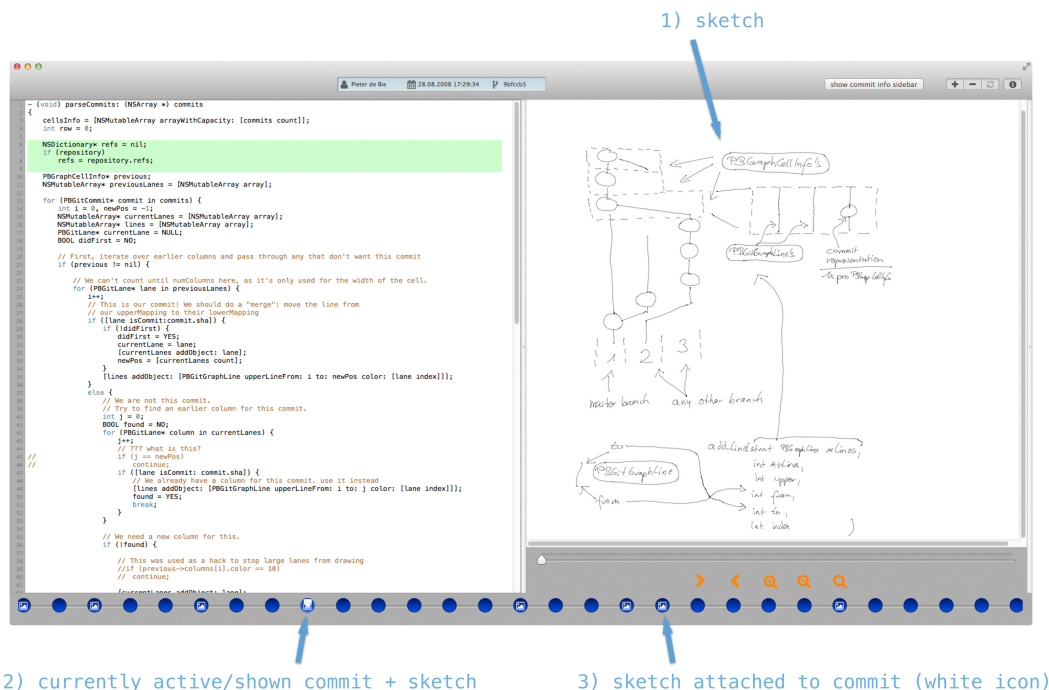 1) sketch
Pieter de Bie 28.08.2008 17:29:34 9bfccb5
show commit info sidebar
- (void) parseCommits: (NSArray *) commits
{
cellsInfo = [NSMutableArray arrayWithCapacity: [commits count]];
int row = 0;
NSDictionary* refs = nil;
if (repository)
refs = repository.refs;
PBGraphCellInfo* previous;
NSMutableArray* previousLanes = [NSMutableArray array];
for (PBGitCommit* commit in commits) {
int i = 0, newPos = -1;
NSMutableArray* currentLanes = [NSMutableArray array];
NSMutableArray* lines = [NSMutableArray array];
PBGitLane* currentLane = NULL;
BOOL didFirst = NO;
// First, iterate over earlier columns and pass through any that don't want this commit
if (previous != nil) {
// We can't count until numColumns here, as it's only used for the width of the cell.
for (PBGitLane* lane in previousLanes) {
i++;
// This is our commit! We should do a "merge": move the line from
// our upperMapping to their lowerMapping
if ([lane isCommit:commit.sha]) {
if (!didFirst) {
didFirst = YES;
currentLane = lane;
[currentLanes addObject: lane];
newPos = [currentLanes count];
}
[lines addObject: [PBGitGraphLine upperLineFrom: i to: newPos color: [lane index]]];
}
else {
// We are not this commit.
// Try to find an earlier column for this commit.
int j = 0;
BOOL found = NO;
for (PBGitLane* column in currentLanes) {
j++;
// ??? what is this?
// if (j == newPos)
// continue;
if ([lane isCommit: commit.sha]) {
// We already have a column for this commit. use it instead
[lines addObject: [PBGitGraphLine upperLineFrom: i to: j color: [lane index]]];
found = YES;
break;
}
}
// We need a new column for this.
if (!found) {
// This was used as a hack to stop large lanes from drawing
//if (previous->columns[i].color == 10)
// continue;
[currentLanes addObject: lane];
PBGraphCellInfo's
PBGitGraphLine's
commit
representation
1x pro PBGraphCellInfo
1 2 3
master branch any other branch
to
PBGitGraphLine
from
addLine(struct PBGraphLine *lines,
int *nLines,
int upper,
int from,
int to,
int index
)
2) currently active/shown commit + sketch
3) sketch attached to commit (white icon)